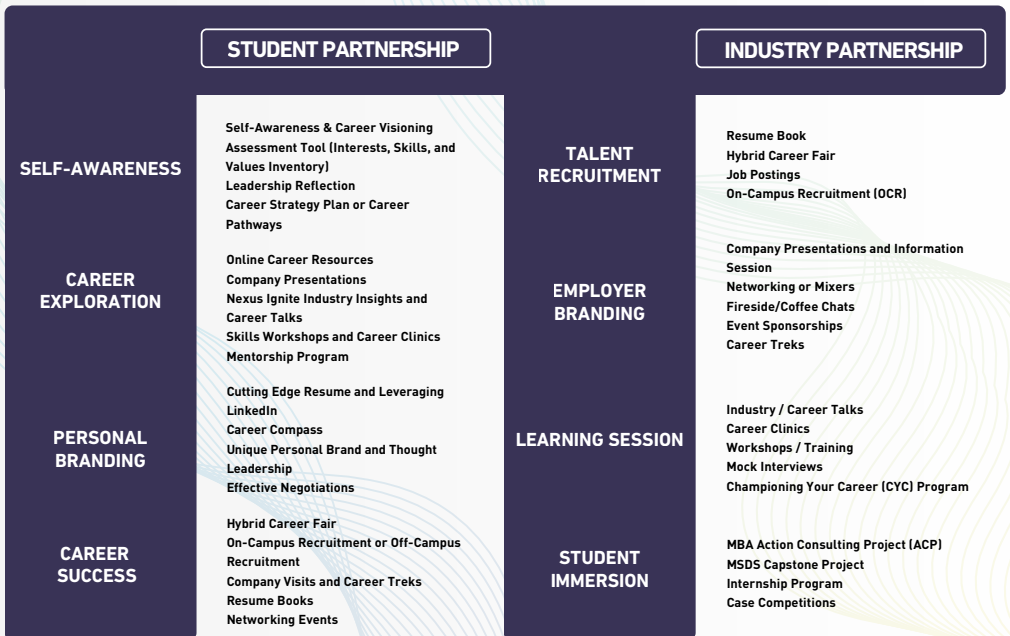 STUDENT PARTNERSHIP
SELF-AWARENESS
Self-Awareness & Career Visioning
Assessment Tool (Interests, Skills, and
Values Inventory)
Leadership Reflection
Career Strategy Plan or Career
Pathways
CAREER
EXPLORATION
Online Career Resources
Company Presentations
Nexus Ignite Industry Insights and
Career Talks
Skills Workshops and Career Clinics
Mentorship Program
PERSONAL
BRANDING
Cutting Edge Resume and Leveraging
LinkedIn
Career Compass
Unique Personal Brand and Thought
Leadership
Effective Negotiations
CAREER
SUCCESS
Hybrid Career Fair
On-Campus Recruitment or Off-Campus
Recruitment
Company Visits and Career Treks
Resume Books
Networking Events
INDUSTRY PARTNERSHIP
TALENT
RECRUITMENT
Resume Book
Hybrid Career Fair
Job Postings
On-Campus Recruitment (OCR)
EMPLOYER
BRANDING
Company Presentations and Information
Session
Networking or Mixers
Fireside/Coffee Chats
Event Sponsorships
Career Treks
LEARNING SESSION
Industry / Career Talks
Career Clinics
Workshops / Training
Mock Interviews
Championing Your Career (CYC) Program
STUDENT
IMMERSION
MBA Action Consulting Project (ACP)
MSDS Capstone Project
Internship Program
Case Competitions